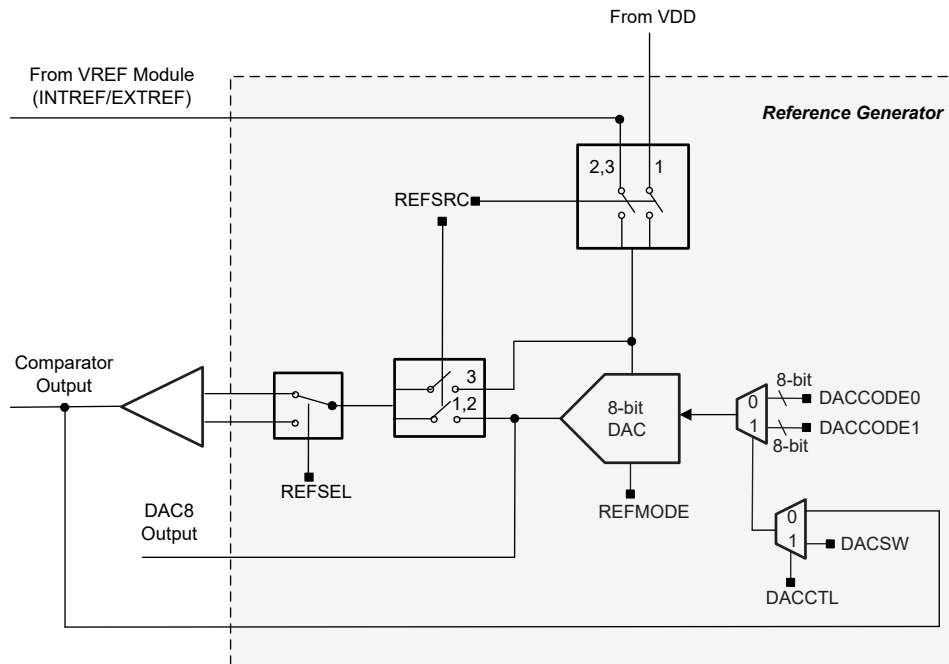 From VDD
From VREF Module
(INTREF/EXTREF)
Reference Generator
2,3
1
REFSRC
Comparator
Output
3
1,2
8-bit
DAC
0
1
8-bit
DACCODE0
DACCODE1
8-bit
REFSEL
REFMODE
DAC8
Output
0
1
DACSW
DACCTL